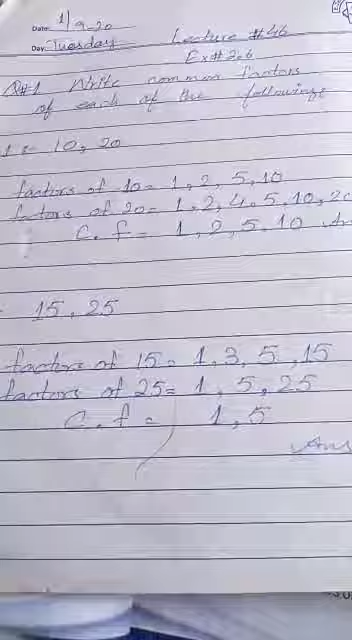 Date: 1/9-20
Day: Tuesday Lecture #46
Ex#2.6
Q#1 Write common factors
of each of the following:
1:- 10, 20
factors of 10= 1, 2, 5, 10
factors of 20= 1, 2, 4, 5, 10, 20
C.f = 1, 2, 5, 10
15, 25
factors of 15= 1, 3, 5, 15
factors of 25= 1, 5, 25
C.f = 1, 5
Ans